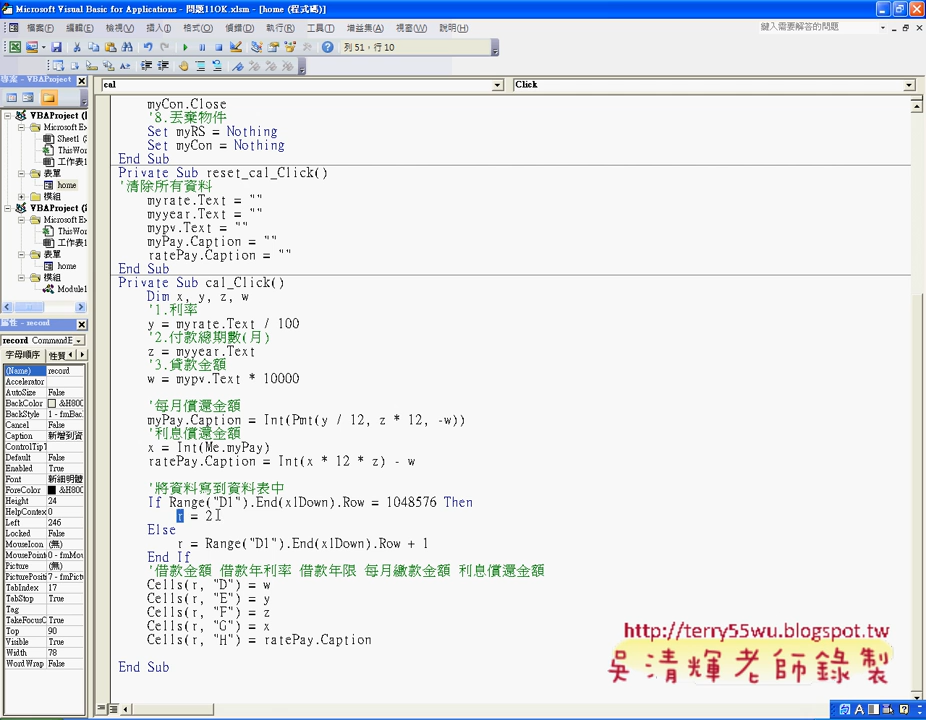 Microsoft Visual Basic for Applications - 問題11OK.xlsm - [home (程式碼)]
檔案(F) 編輯(E) 檢視(V) 插入(I) 格式(O) 偵錯(D) 執行(R) 工具(T) 增益集(A) 視窗(W) 說明(H)
鍵入需要解答的問題
列 51，行 10
專案 - VBAProject
cal
Click
VBAProject (
Microsoft Ex
Sheet1 (
ThisWor
工作表1
表單
home
模組
VBAProject (
Microsoft Ex
ThisWor
工作表1
表單
home
模組
Module1
屬性 - record
record CommandE
字母順序 性質
(Name) record
Accelerator
AutoSize False
BackColor &H800
BackStyle 1 - fmBac
Cancel False
Caption 新增到資
ControlTip
Default False
Enabled True
Font 新細明體
ForeColor &H800
Height 24
HelpContex 0
Left 246
Locked False
MouseIcon (無)
MousePoint 0 - fmMo
Picture (無)
PicturePosit 7 - fmPic
TabIndex 17
TabStop True
Tag
TakeFocusC True
Top 90
Visible True
Width 78
WordWrap False
myCon.Close
'8.丟棄物件
Set myRS = Nothing
Set myCon = Nothing
End Sub
Private Sub reset_cal_Click()
'清除所有資料
myrate.Text = ""
myyear.Text = ""
mypv.Text = ""
myPay.Caption = ""
ratePay.Caption = ""
End Sub
Private Sub cal_Click()
Dim x, y, z, w
'1.利率
y = myrate.Text / 100
'2.付款總期數(月)
z = myyear.Text
'3.貸款金額
w = mypv.Text * 10000
'每月償還金額
myPay.Caption = Int(Pmt(y / 12, z * 12, -w))
'利息償還金額
x = Int(Me.myPay)
ratePay.Caption = Int(x * 12 * z) - w
'將資料寫到資料表中
If Range("D1").End(xlDown).Row = 1048576 Then
r = 2
Else
r = Range("D1").End(xlDown).Row + 1
End If
'借款金額 借款年利率 借款年限 每月繳款金額 利息償還金額
Cells(r, "D") = w
Cells(r, "E") = y
Cells(r, "F") = z
Cells(r, "G") = x
Cells(r, "H") = ratePay.Caption
End Sub
http://terry55wu.blogspot.tw
吳清輝老師錄製